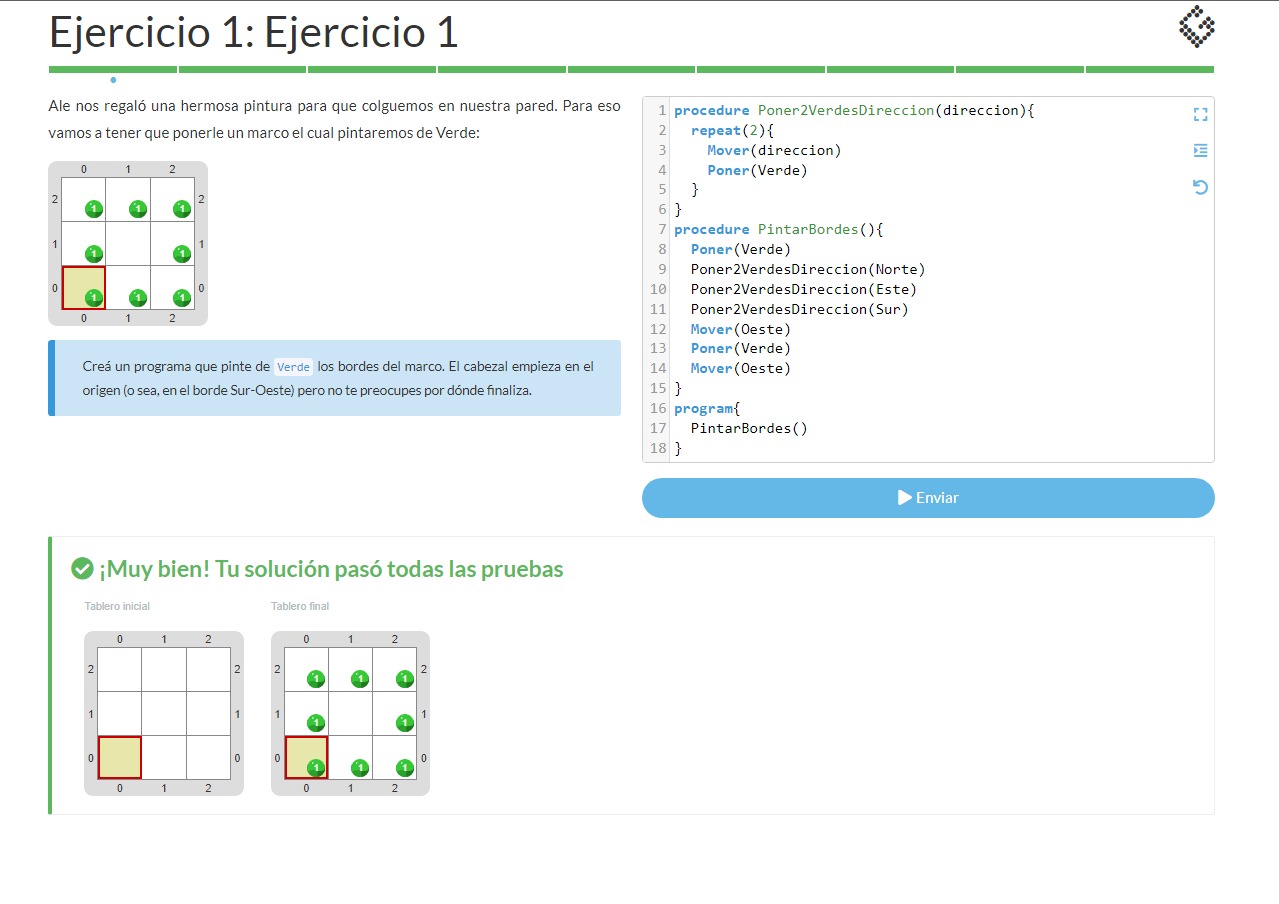 Ejercicio 1: Ejercicio 1
Ale nos regaló una hermosa pintura para que colguemos en nuestra pared. Para eso
vamos a tener que ponerle un marco el cual pintaremos de Verde:
0 1 2
2 1 1 1 2
1 1 1 1
0 1 1 1 0
0 1 2
Creá un programa que pinte de Verde los bordes del marco. El cabezal empieza en el
origen (o sea, en el borde Sur-Oeste) pero no te preocupes por dónde finaliza.
1 procedure Poner2VerdesDireccion(direccion){
2   repeat(2){
3     Mover(direccion)
4     Poner(Verde)
5   }
6 }
7 procedure PintarBordes(){
8   Poner(Verde)
9   Poner2VerdesDireccion(Norte)
10   Poner2VerdesDireccion(Este)
11   Poner2VerdesDireccion(Sur)
12   Mover(Oeste)
13   Poner(Verde)
14   Mover(Oeste)
15 }
16 program{
17   PintarBordes()
18 }
Enviar
¡Muy bien! Tu solución pasó todas las pruebas
Tablero inicial
0 1 2
2 2
1 1
0 0
0 1 2
Tablero final
0 1 2
2 1 1 1 2
1 1 1 1
0 1 1 1 0
0 1 2